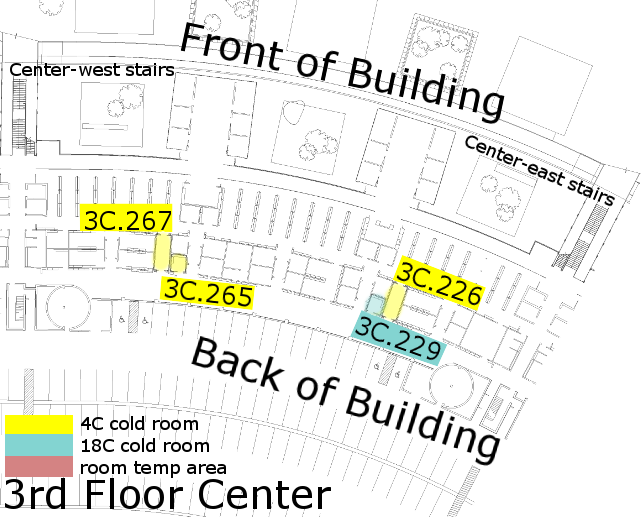 Front of Building
Center-west stairs
Center-east stairs
3C.267
3C.265
3C.226
3C.229
Back of Building
4C cold room
18C cold room
room temp area
3rd Floor Center